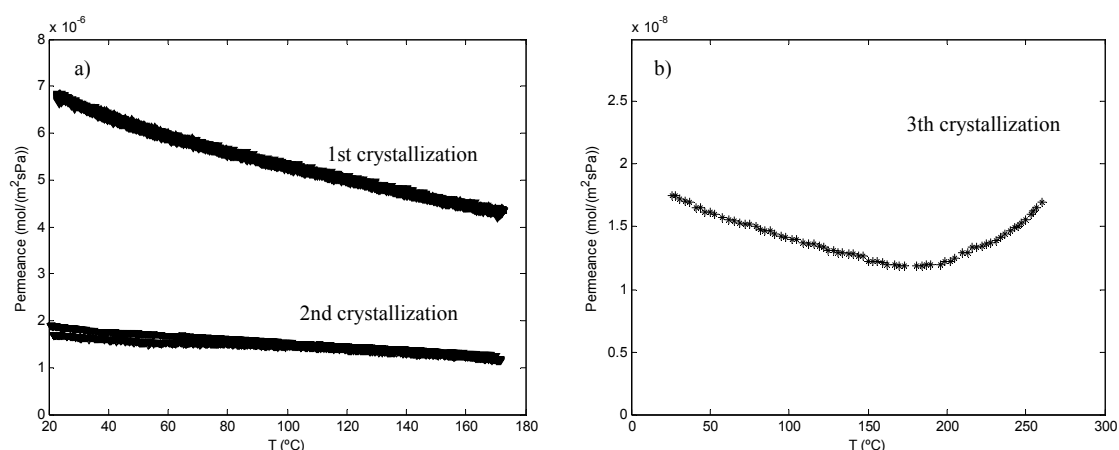 x 10⁻⁶
8
7
6
5
4
3
2
1
0
a)
1st crystallization
2nd crystallization
Permeance (mol/(m²sPa))
20 40 60 80 100 120 140 160 180
T (ºC)
x 10⁻⁸
3
2.5
2
1.5
1
0.5
0
b)
3th crystallization
Permeance (mol/(m²sPa))
0 50 100 150 200 250 300
T (ºC)